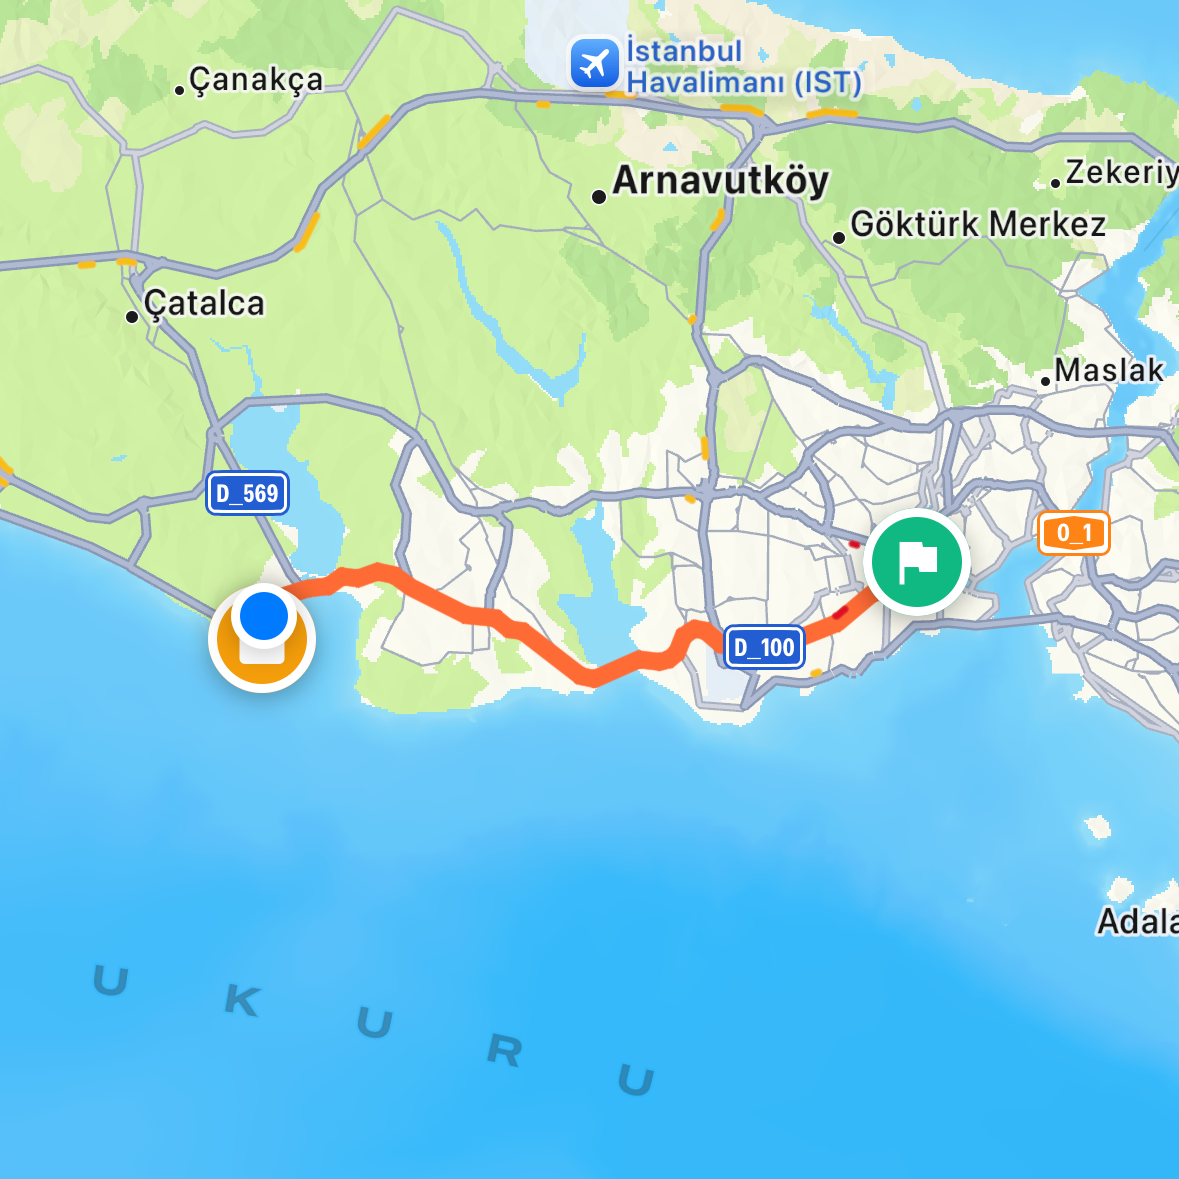 Çanakça
İstanbul
Havalimanı (IST)
Arnavutköy
Zekeriy
Göktürk Merkez
Çatalca
Maslak
D_569
O_1
D_100
Adala
U K U R U